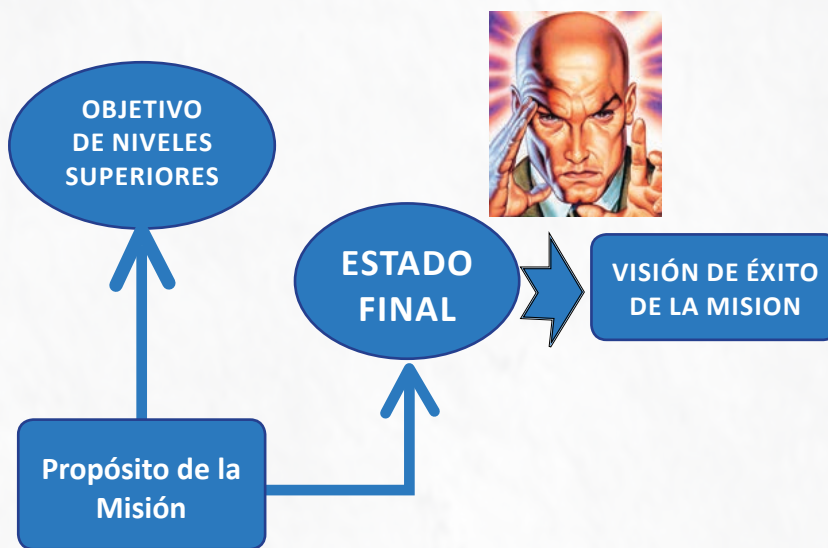 OBJETIVO
DE NIVELES
SUPERIORES
ESTADO
FINAL
VISIÓN DE ÉXITO
DE LA MISION
Propósito de la
Misión